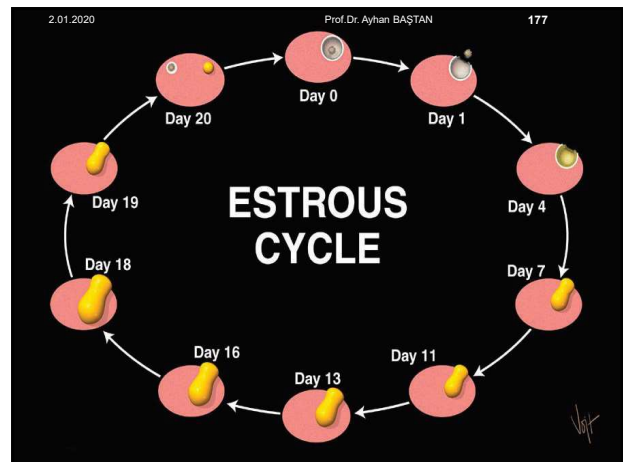 2.01.2020
Prof.Dr. Ayhan BAŞTAN
177
Day 0
Day 1
Day 4
Day 7
Day 11
Day 13
Day 16
Day 18
Day 19
Day 20
ESTROUS
CYCLE
Vojt